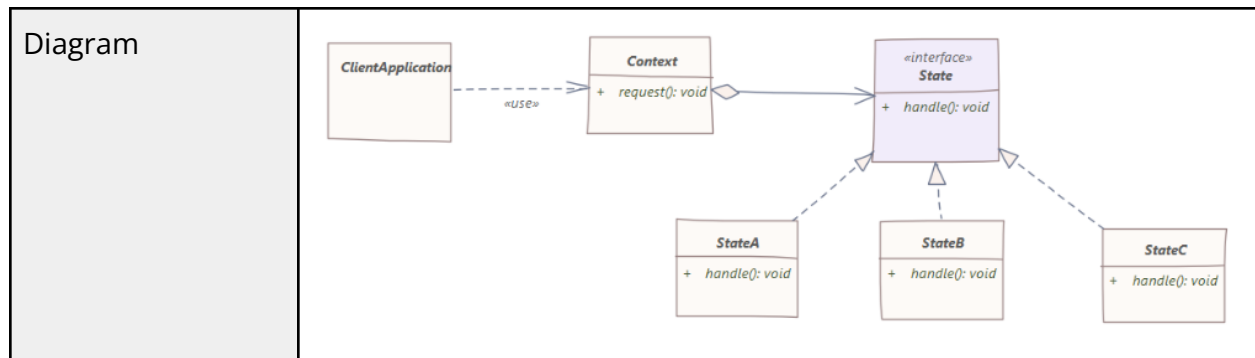 Diagram
ClientApplication
«use»
Context
+ request(): void
«interface»
State
+ handle(): void
StateA
+ handle(): void
StateB
+ handle(): void
StateC
+ handle(): void